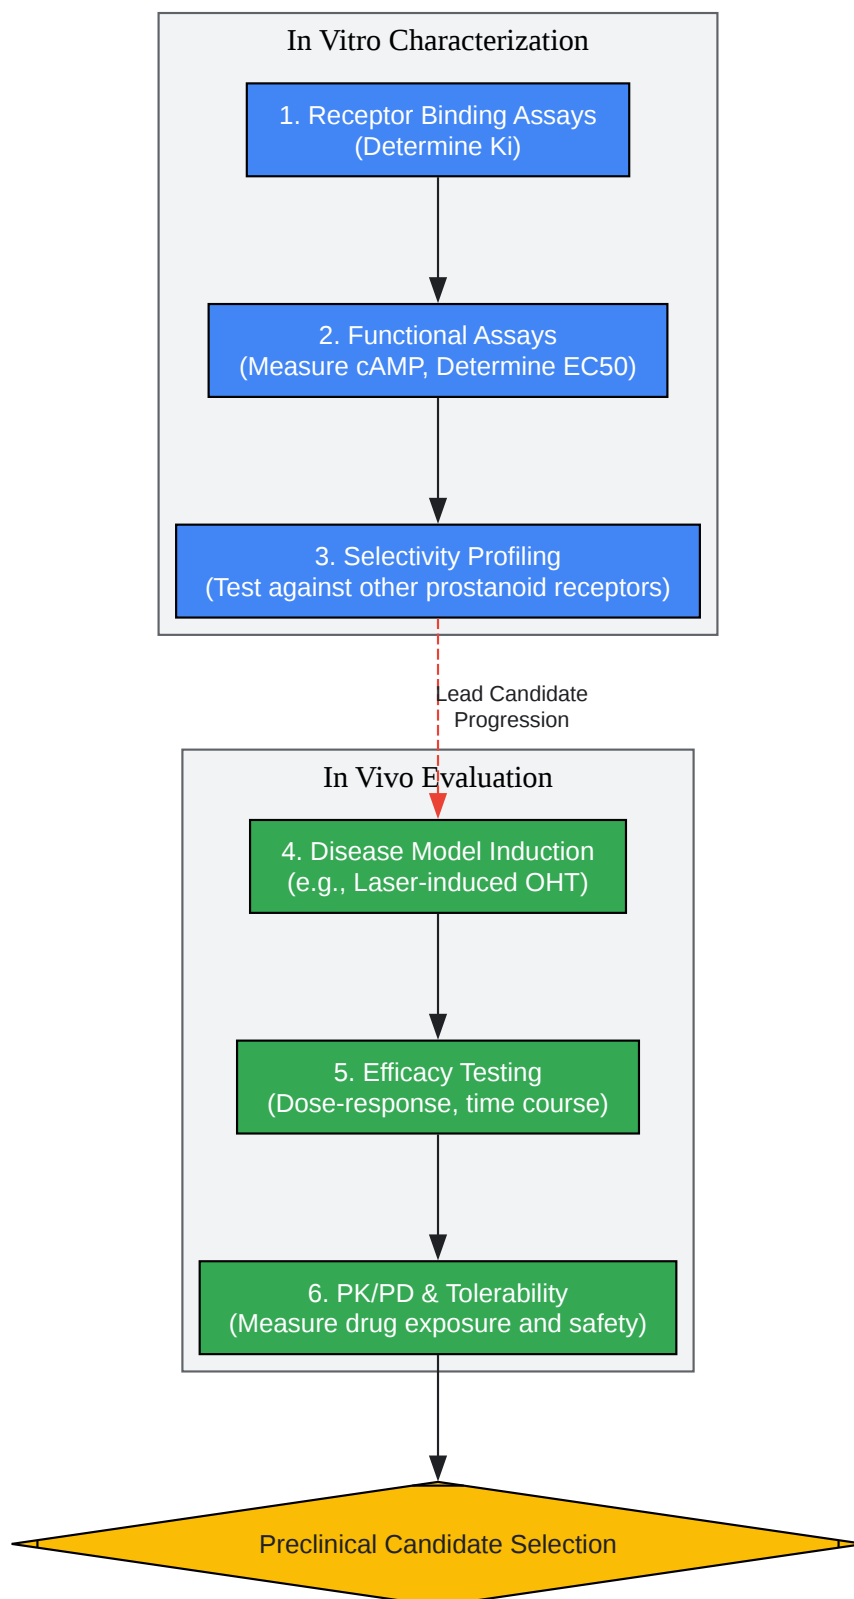 In Vitro Characterization
1. Receptor Binding Assays
(Determine Ki)
2. Functional Assays
(Measure cAMP, Determine EC50)
3. Selectivity Profiling
(Test against other prostanoid receptors)
Lead Candidate
Progression
In Vivo Evaluation
4. Disease Model Induction
(e.g., Laser-induced OHT)
5. Efficacy Testing
(Dose-response, time course)
6. PK/PD & Tolerability
(Measure drug exposure and safety)
Preclinical Candidate Selection